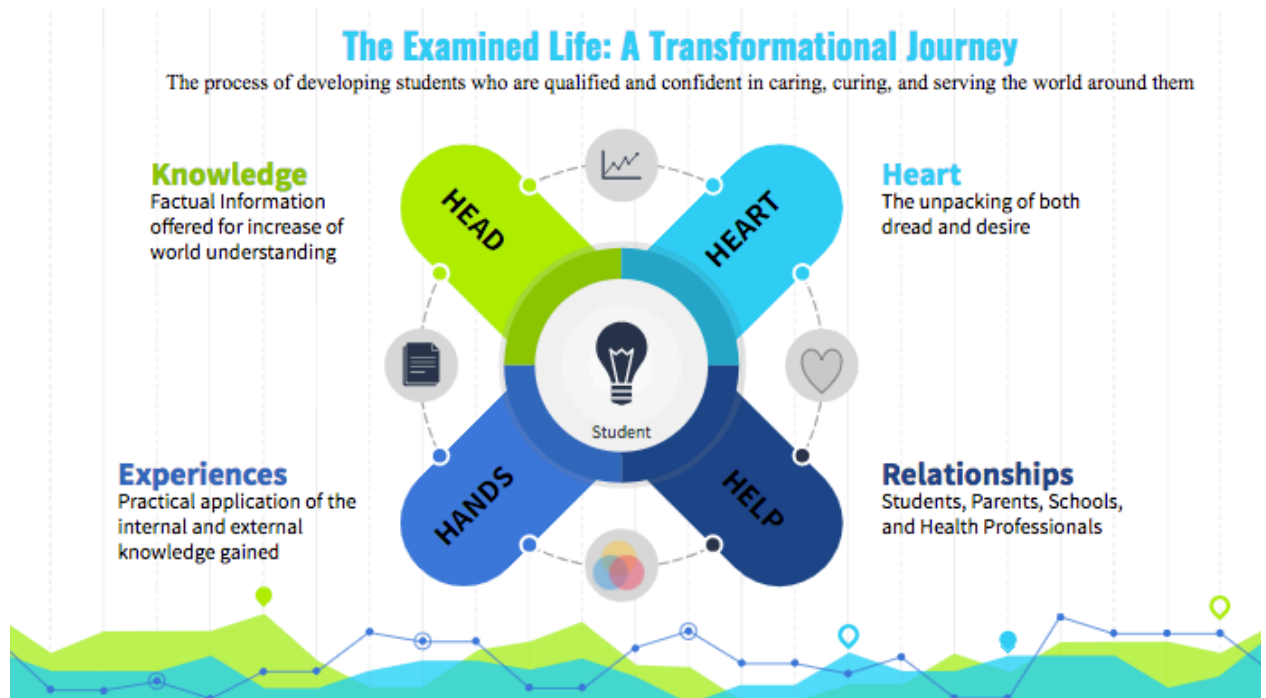 The Examined Life: A Transformational Journey
The process of developing students who are qualified and confident in caring, curing, and serving the world around them
Knowledge
Factual Information
offered for increase of
world understanding
HEAD
HEART
Heart
The unpacking of both
dread and desire
Student
Experiences
Practical application of the
internal and external
knowledge gained
HANDS
HELP
Relationships
Students, Parents, Schools,
and Health Professionals